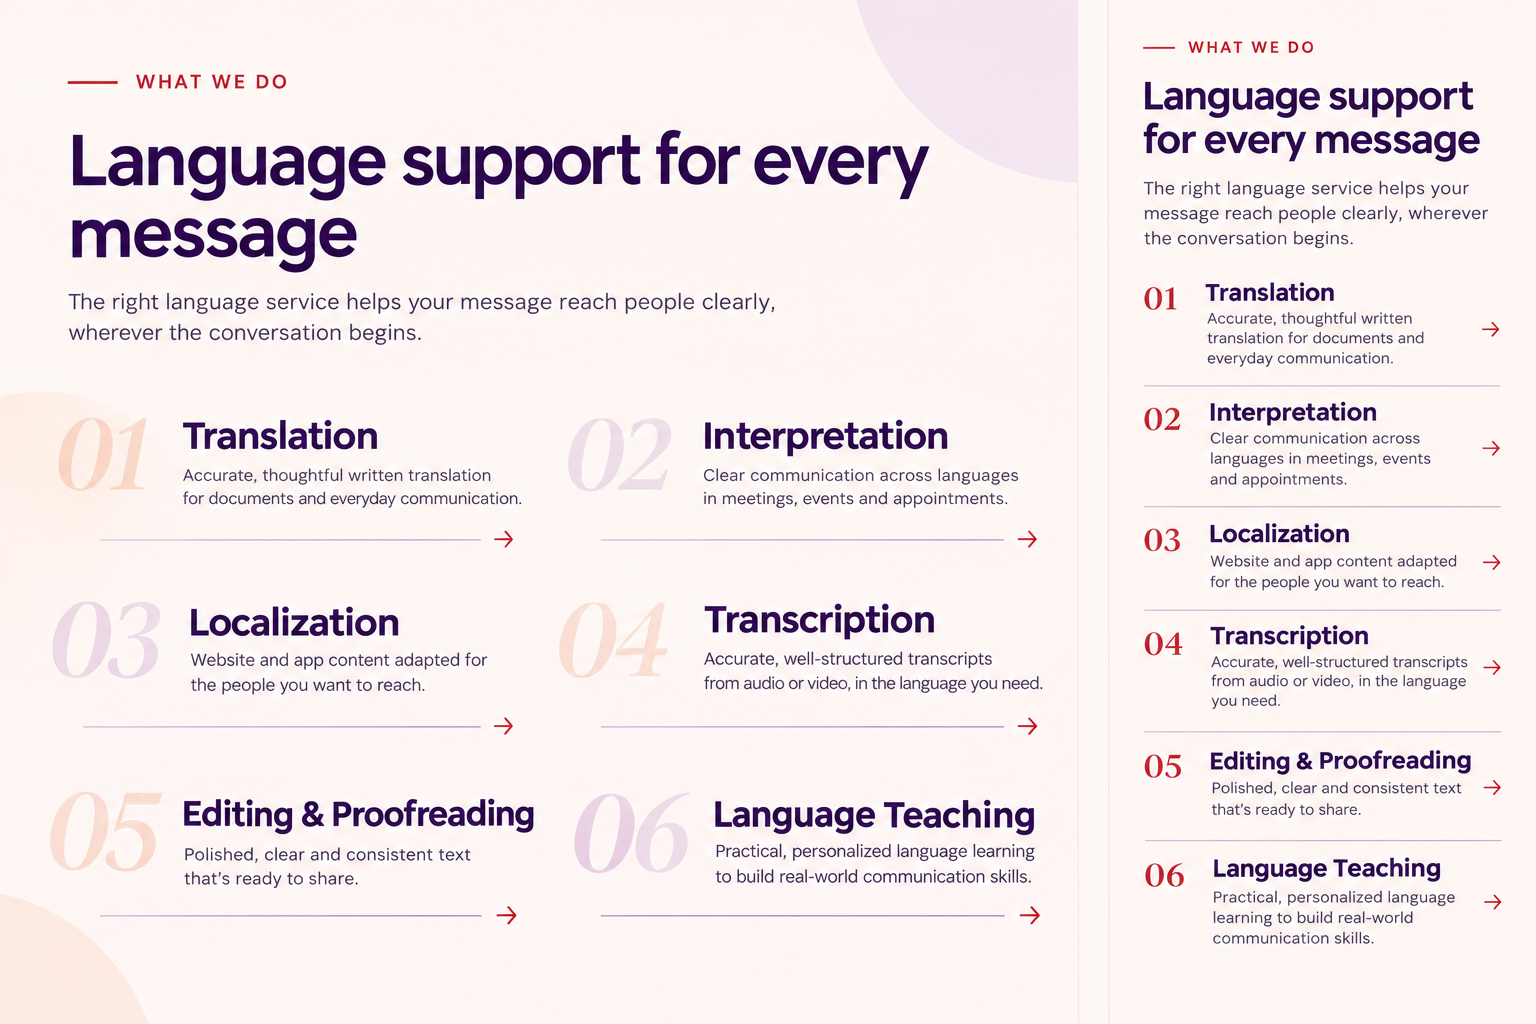 WHAT WE DO
Language support for every
message
The right language service helps your message reach people clearly,
wherever the conversation begins.
01
Translation
Accurate, thoughtful written translation
for documents and everyday communication.
→
02
Interpretation
Clear communication across languages
in meetings, events and appointments.
→
03
Localization
Website and app content adapted for
the people you want to reach.
→
04
Transcription
Accurate, well-structured transcripts
from audio or video, in the language you need.
→
05
Editing & Proofreading
Polished, clear and consistent text
that's ready to share.
→
06
Language Teaching
Practical, personalized language learning
to build real-world communication skills.
→
WHAT WE DO
Language support
for every message
The right language service helps your
message reach people clearly, wherever
the conversation begins.
01
Translation
Accurate, thoughtful written
translation for documents and
everyday communication.
→
02
Interpretation
Clear communication across
languages in meetings, events
and appointments.
→
03
Localization
Website and app content adapted
for the people you want to reach.
→
04
Transcription
Accurate, well-structured transcripts
from audio or video, in the language
you need.
→
05
Editing & Proofreading
Polished, clear and consistent text
that's ready to share.
→
06
Language Teaching
Practical, personalized language
learning to build real-world
communication skills.
→